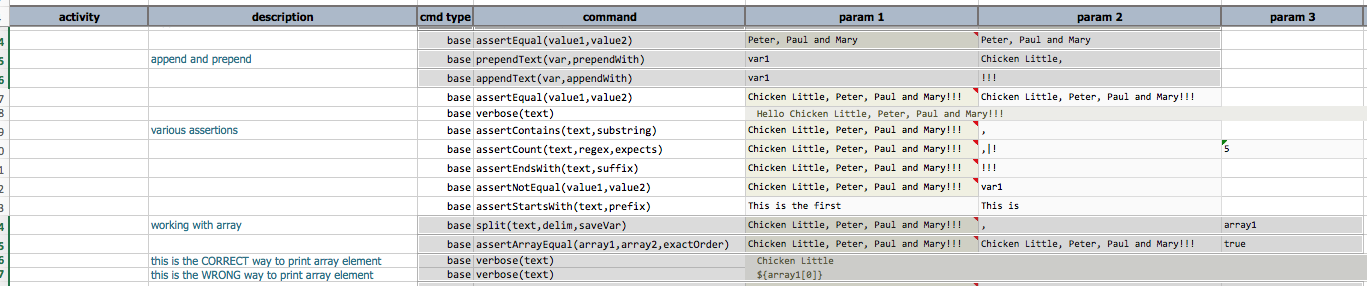 activity description cmd type command param 1 param 2 param 3
4 base assertEqual(value1,value2) Peter, Paul and Mary Peter, Paul and Mary
5 append and prepend base prependText(var,prependWith) var1 Chicken Little,
6 base appendText(var,appendWith) var1 !!!
7 base assertEqual(value1,value2) Chicken Little, Peter, Paul and Mary!!! Chicken Little, Peter, Paul and Mary!!!
8 base verbose(text) Hello Chicken Little, Peter, Paul and Mary!!!
9 various assertions base assertContains(text,substring) Chicken Little, Peter, Paul and Mary!!! ,
0 base assertCount(text,regex,expects) Chicken Little, Peter, Paul and Mary!!! ,|! 5
1 base assertEndsWith(text,suffix) Chicken Little, Peter, Paul and Mary!!! !!!
2 base assertNotEqual(value1,value2) Chicken Little, Peter, Paul and Mary!!! var1
3 base assertStartsWith(text,prefix) This is the first This is
4 working with array base split(text,delim,saveVar) Chicken Little, Peter, Paul and Mary!!! , array1
5 base assertArrayEqual(array1,array2,exactOrder) Chicken Little, Peter, Paul and Mary!!! Chicken Little, Peter, Paul and Mary!!! true
6 this is the CORRECT way to print array element base verbose(text) Chicken Little
7 this is the WRONG way to print array element base verbose(text) ${array1[0]}